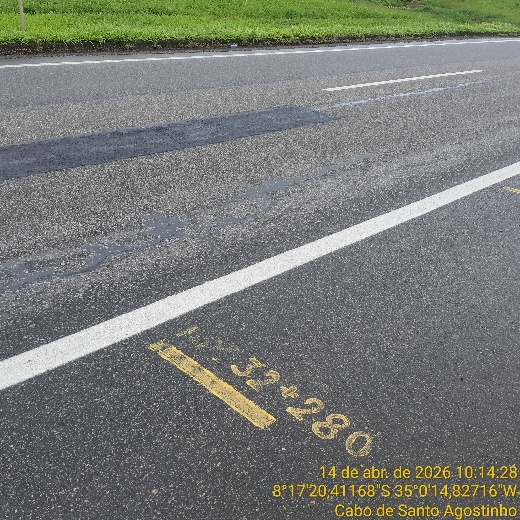 32+280
14 de abr. de 2026 10:14:28
8°17'20,41168"S 35°0'14,82716"W
Cabo de Santo Agostinho